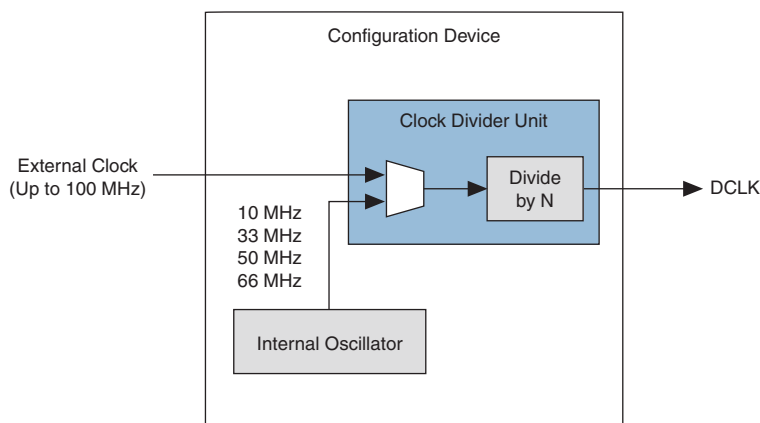 Configuration Device
Clock Divider Unit
External Clock
(Up to 100 MHz)
Divide
by N
DCLK
10 MHz
33 MHz
50 MHz
66 MHz
Internal Oscillator